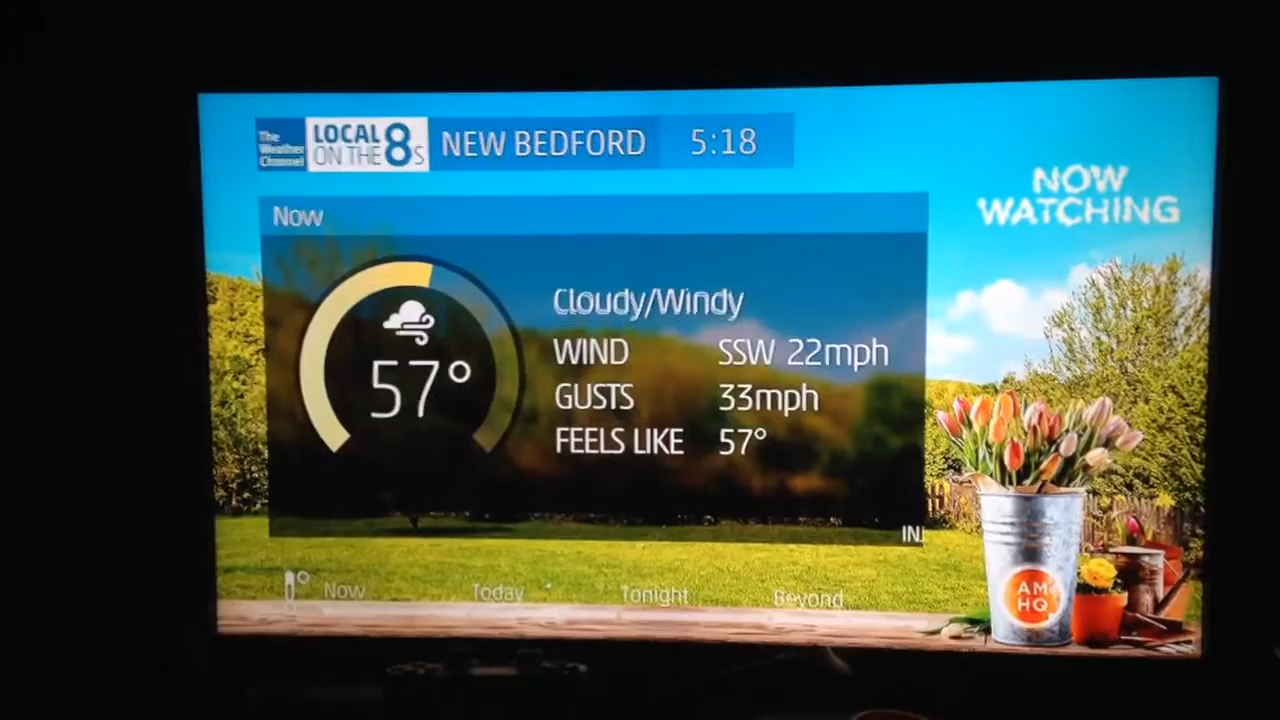 The
Weather
Channel
LOCAL
ON THE 8s
NEW BEDFORD 5:18
NOW
WATCHING
Now
57°
Cloudy/Windy
WIND SSW 22mph
GUSTS 33mph
FEELS LIKE 57°
Now Today Tonight Beyond
AM
HQ